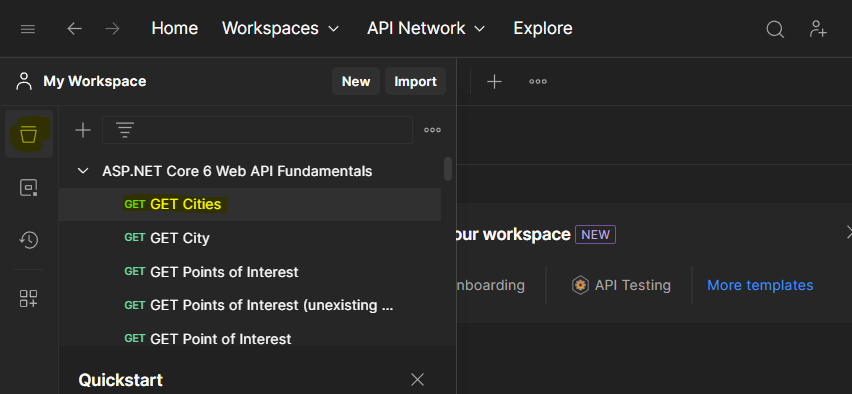 Home Workspaces API Network Explore
My Workspace New Import
ASP.NET Core 6 Web API Fundamentals
GET GET Cities
GET GET City
GET GET Points of Interest
GET GET Points of Interest (unexisting ...
GET GET Point of Interest
Quickstart
our workspace NEW
nboarding API Testing More templates